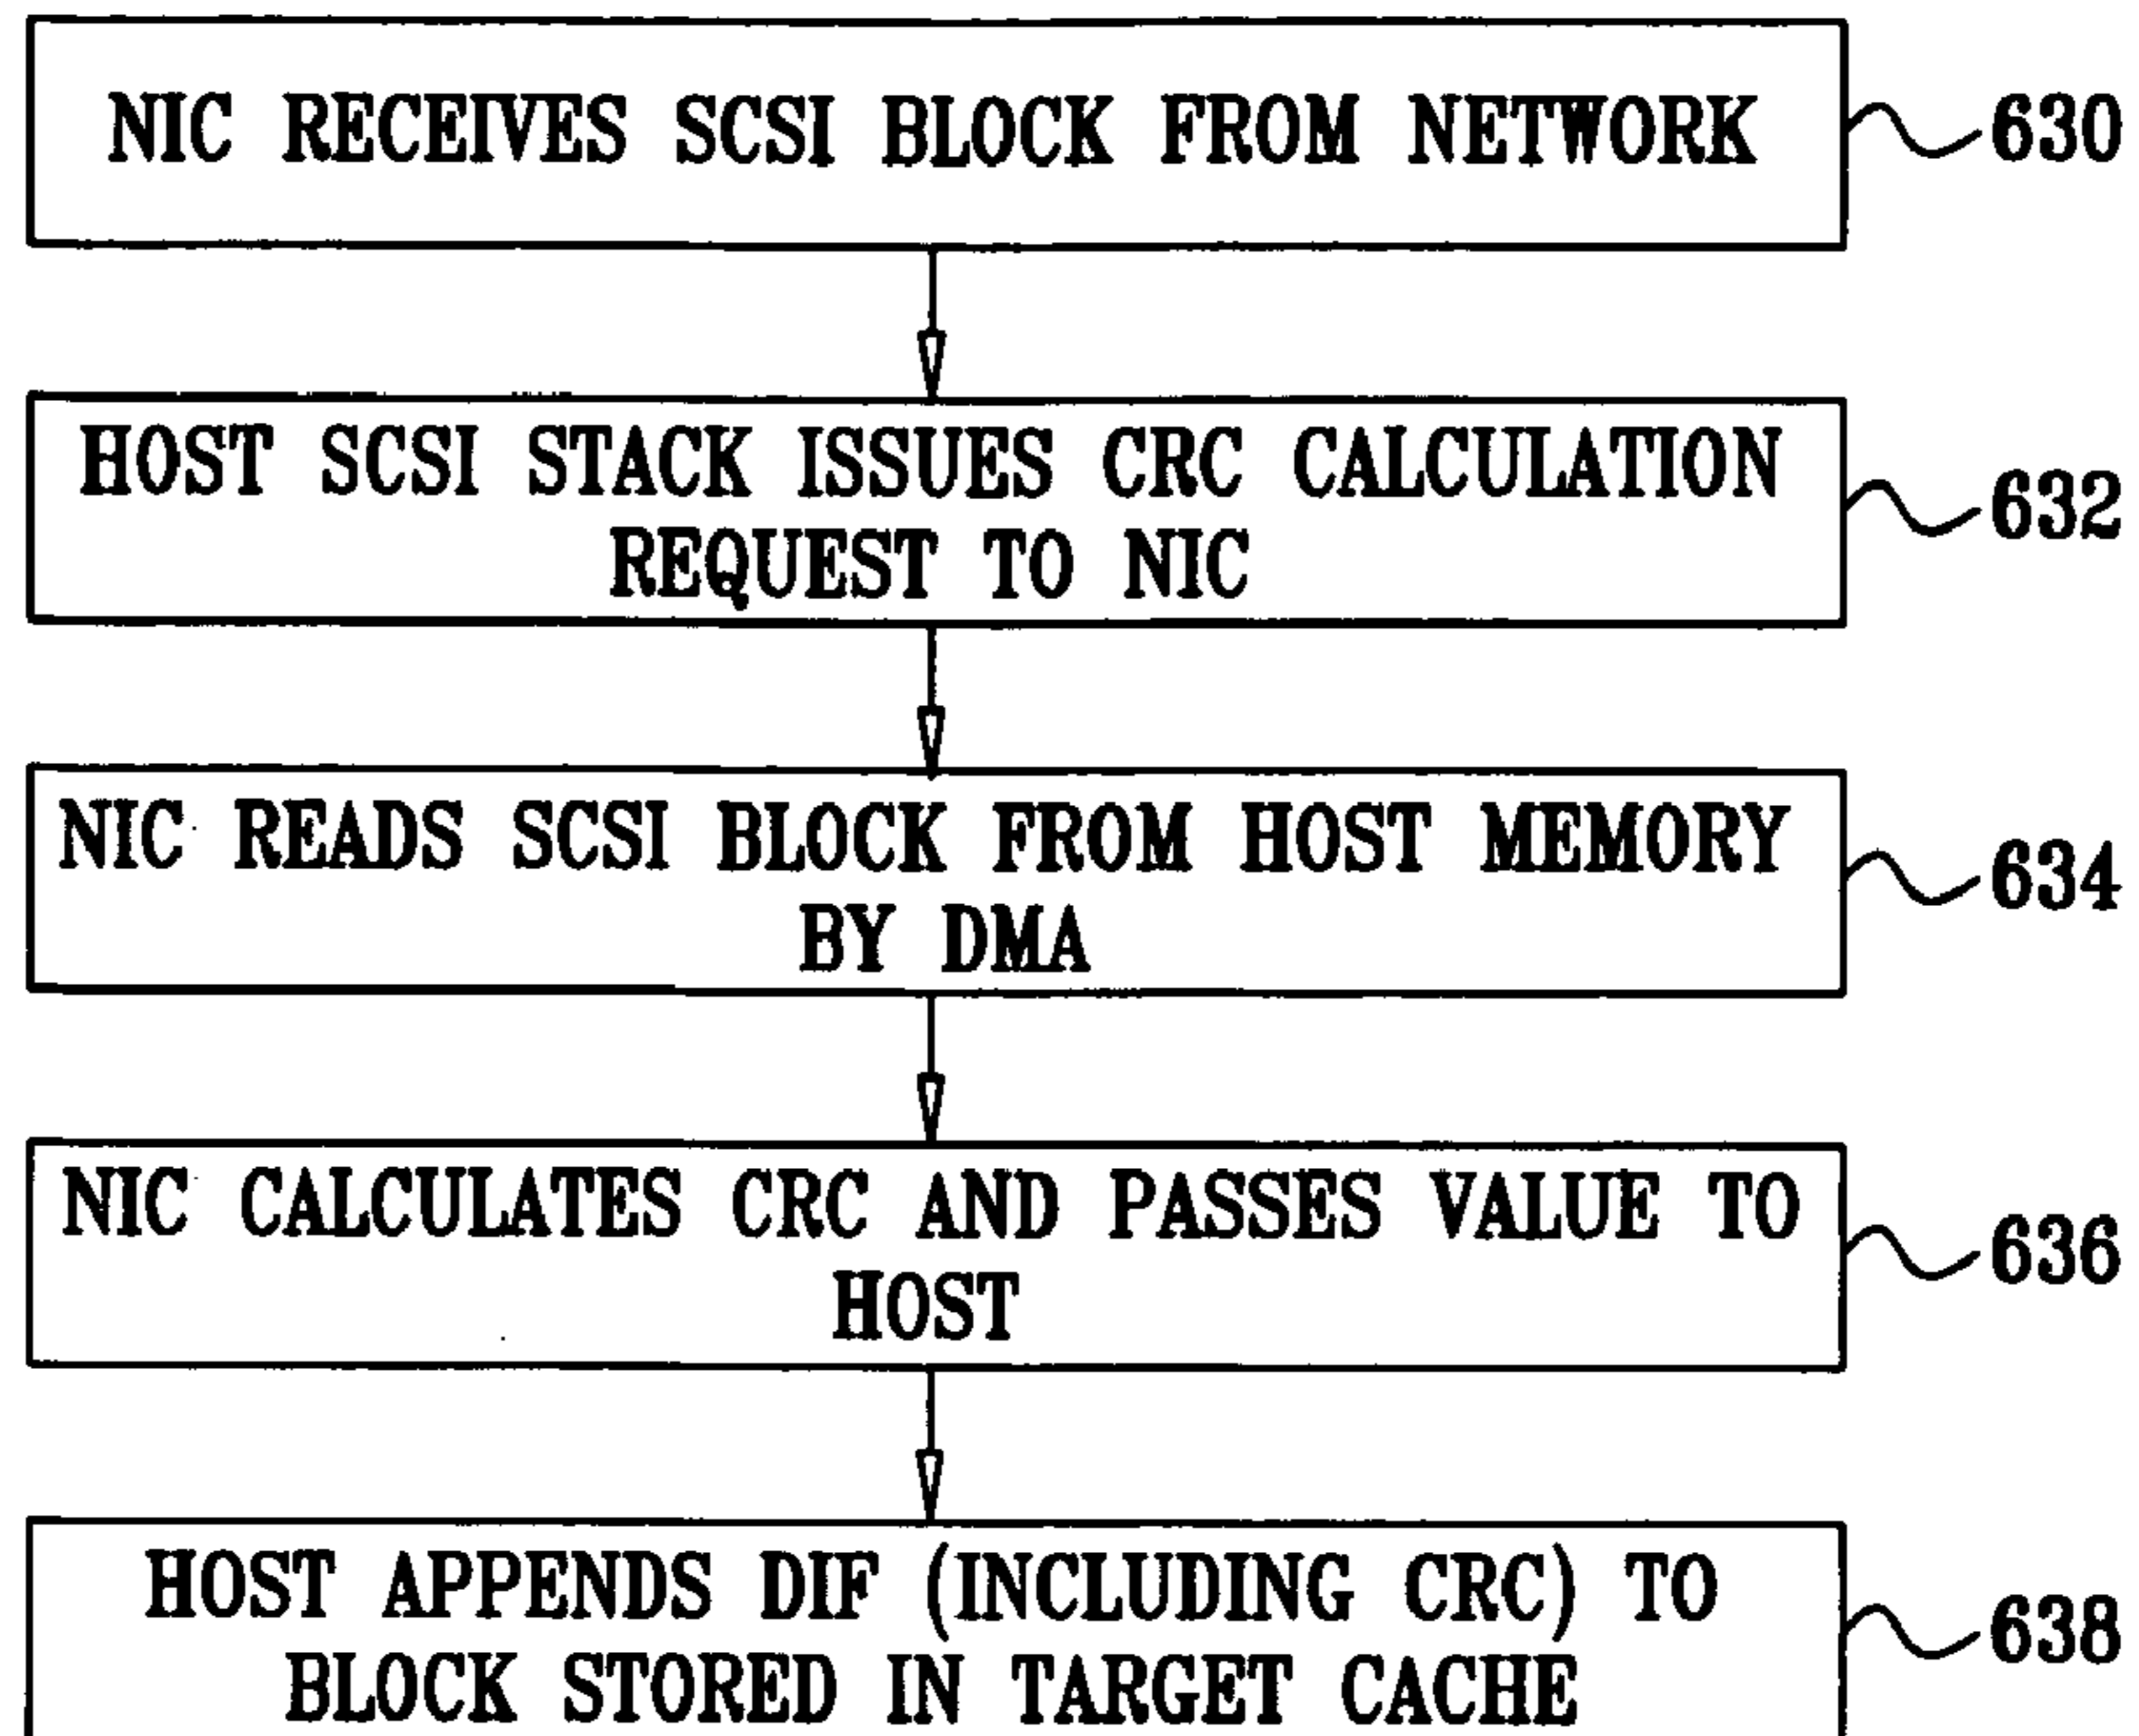 NIC RECEIVES SCSI BLOCK FROM NETWORK
630
HOST SCSI STACK ISSUES CRC CALCULATION
REQUEST TO NIC
632
NIC READS SCSI BLOCK FROM HOST MEMORY
BY DMA
634
NIC CALCULATES CRC AND PASSES VALUE TO
HOST
636
HOST APPENDS DIF (INCLUDING CRC) TO
BLOCK STORED IN TARGET CACHE
638